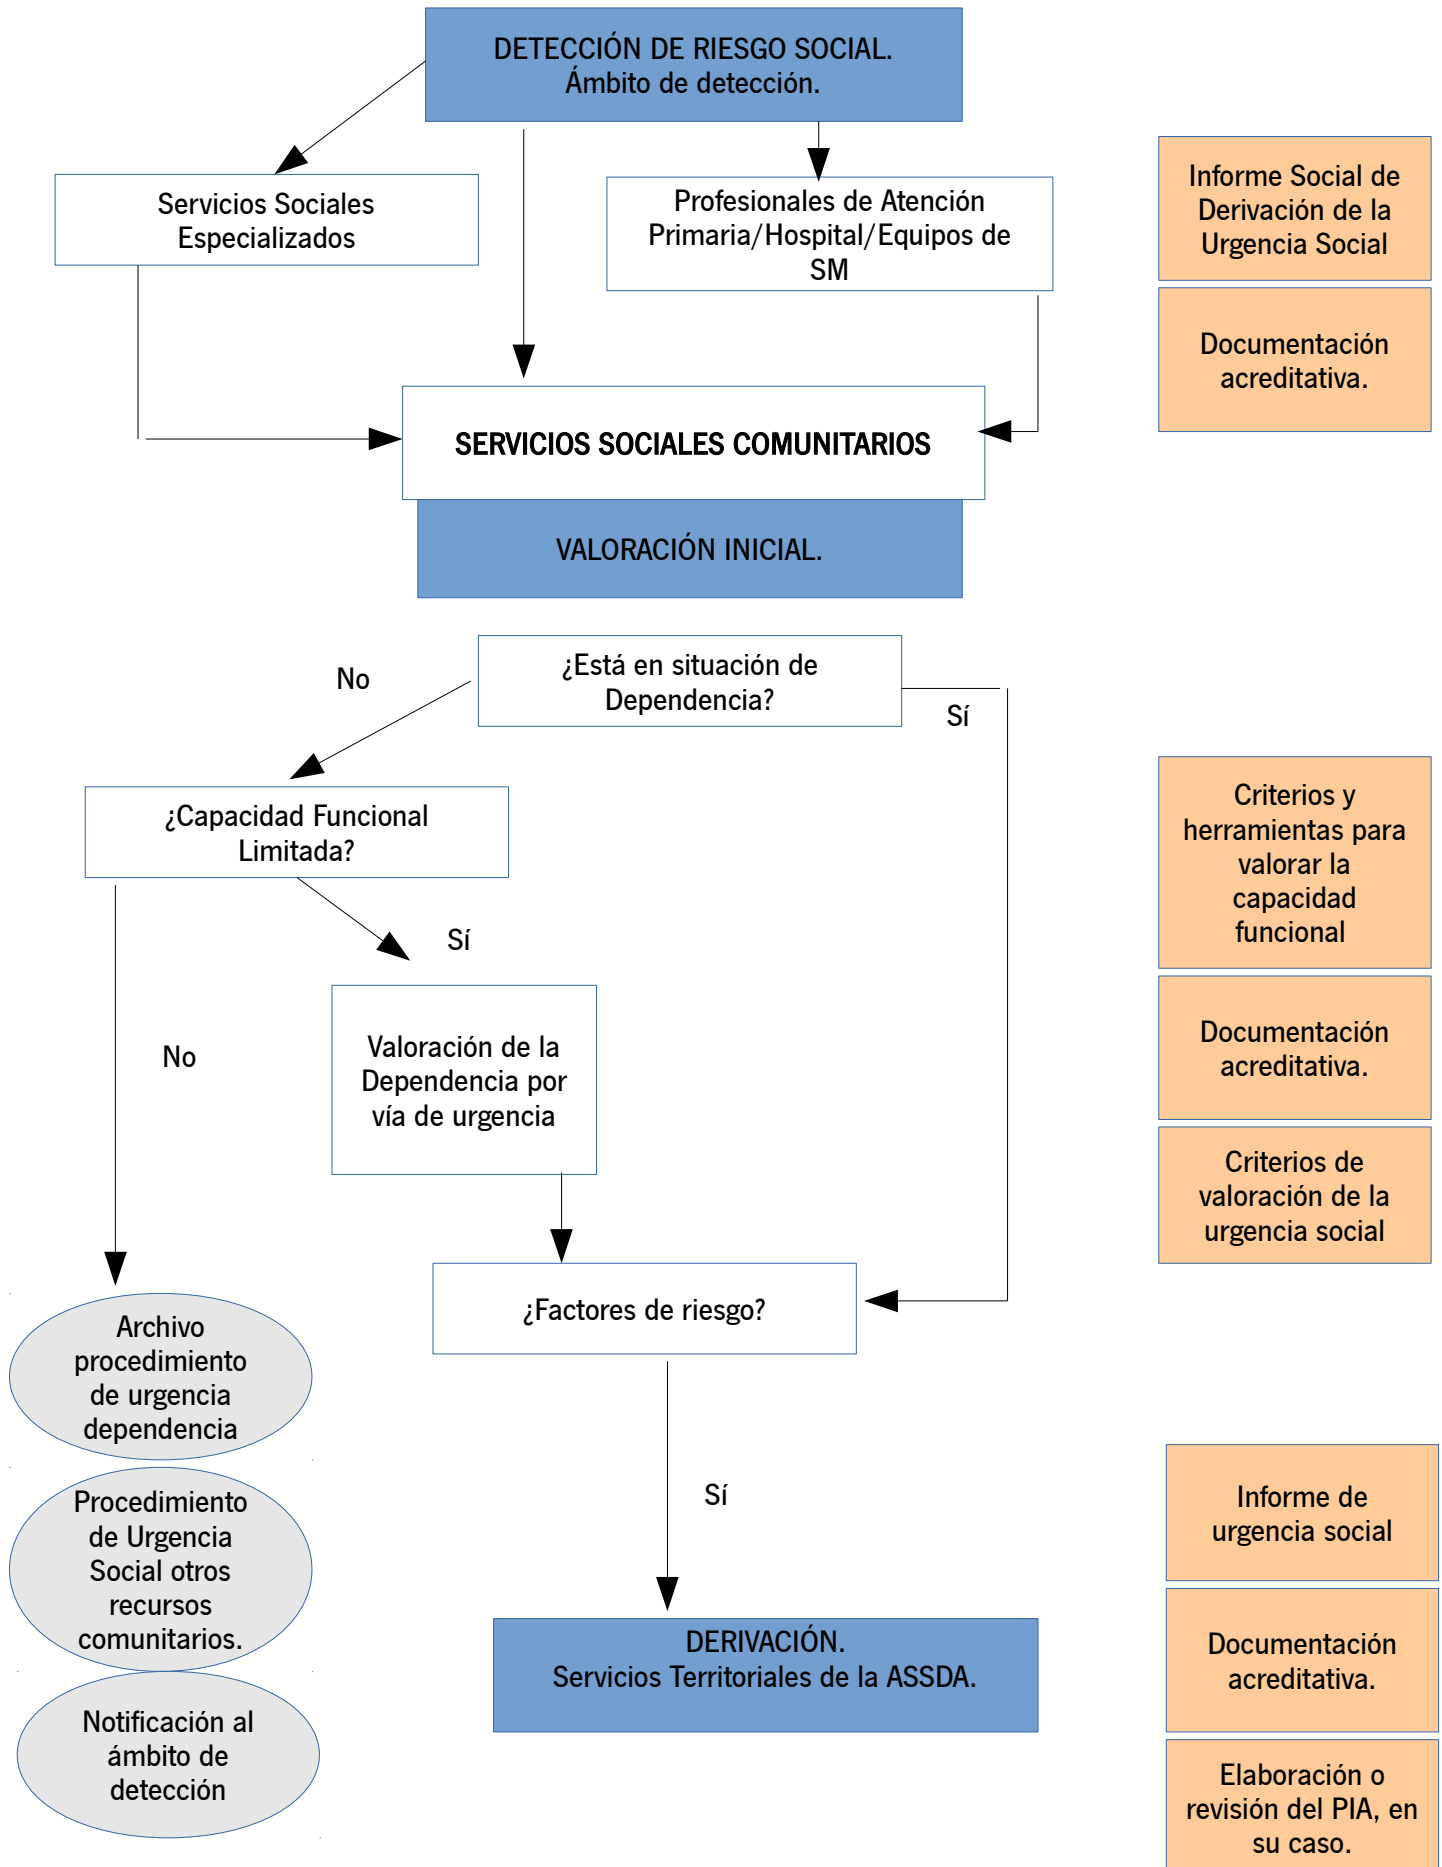 DETECCIÓN DE RIESGO SOCIAL.
Ámbito de detección.
Servicios Sociales
Especializados
Profesionales de Atención
Primaria/Hospital/Equipos de
SM
Informe Social de
Derivación de la
Urgencia Social
Documentación
acreditativa.
SERVICIOS SOCIALES COMUNITARIOS
VALORACIÓN INICIAL.
¿Está en situación de
Dependencia?
No
Sí
¿Capacidad Funcional
Limitada?
Sí
No
Valoración de la
Dependencia por
vía de urgencia
Criterios y
herramientas para
valorar la
capacidad
funcional
Documentación
acreditativa.
Criterios de
valoración de la
urgencia social
¿Factores de riesgo?
Archivo
procedimiento
de urgencia
dependencia
Procedimiento
de Urgencia
Social otros
recursos
comunitarios.
Notificación al
ámbito de
detección
Sí
DERIVACIÓN.
Servicios Territoriales de la ASSDA.
Informe de
urgencia social
Documentación
acreditativa.
Elaboración o
revisión del PIA, en
su caso.